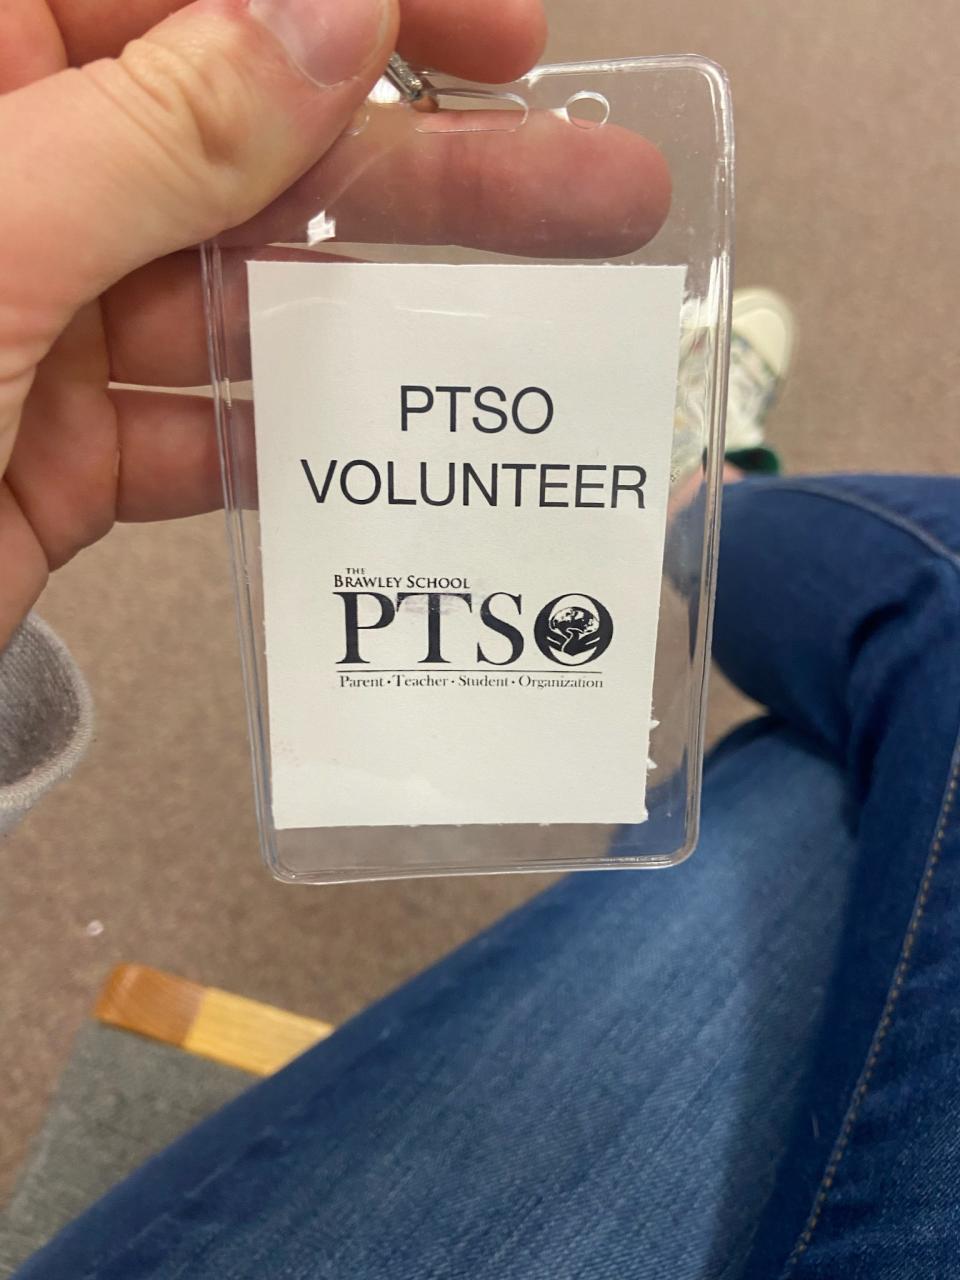 PTSO
VOLUNTEER
THE
BRAWLEY SCHOOL
PTSO
Parent · Teacher · Student · Organization